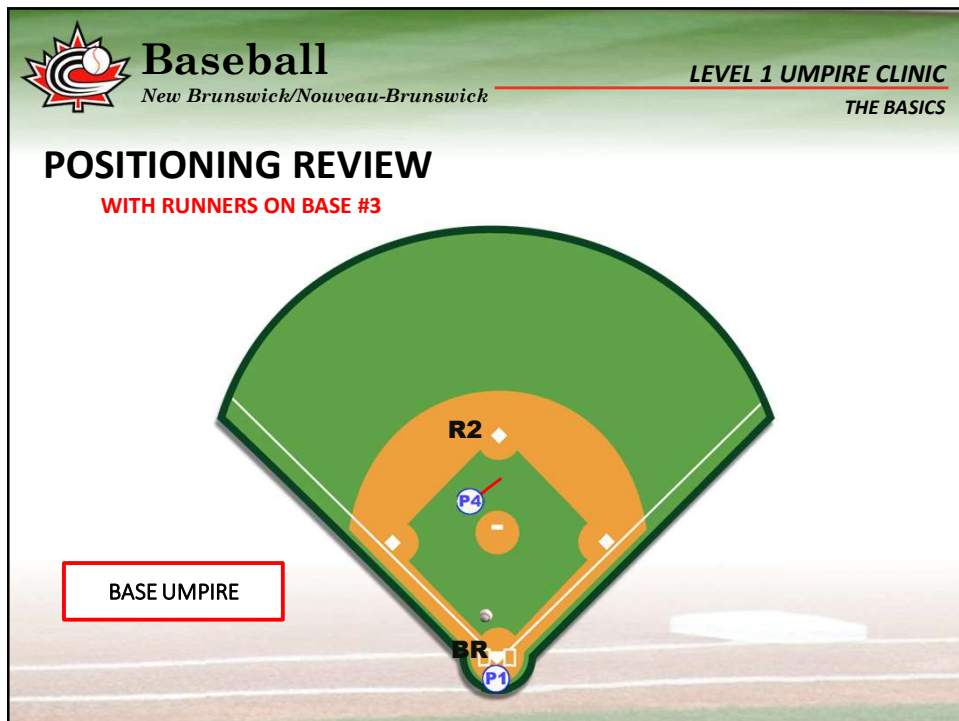 Baseball
New Brunswick/Nouveau-Brunswick
LEVEL 1 UMPIRE CLINIC
THE BASICS
POSITIONING REVIEW
WITH RUNNERS ON BASE #3
R2
P4
BASE UMPIRE
BR
P1